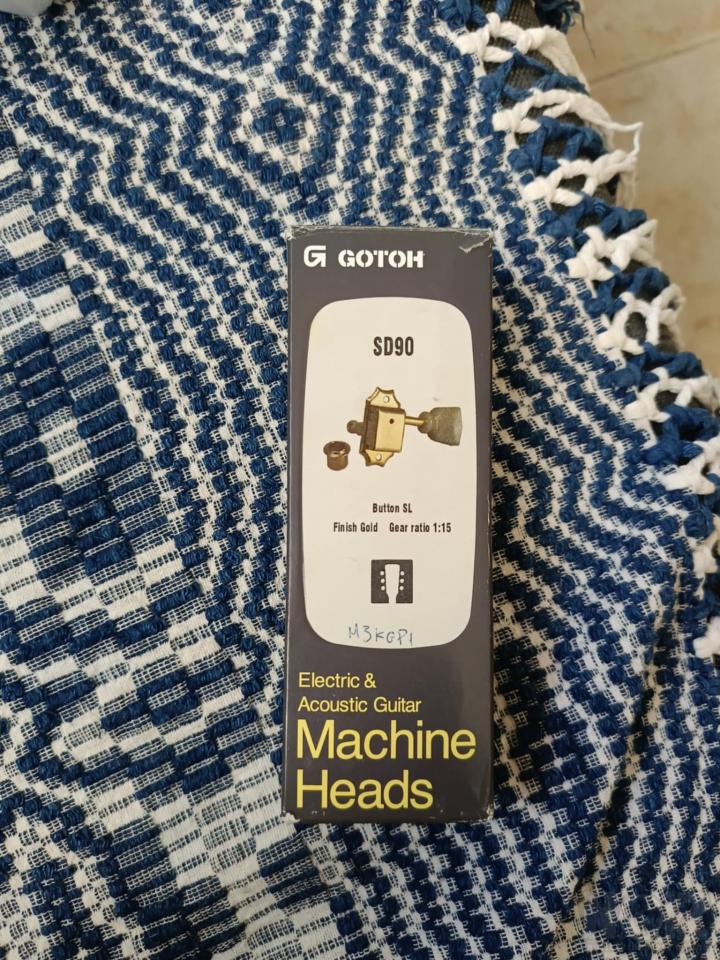 G GOTOH
SD90
Button SL
Finish Gold Gear ratio 1:15
M3KGP1
Electric &
Acoustic Guitar
Machine
Heads